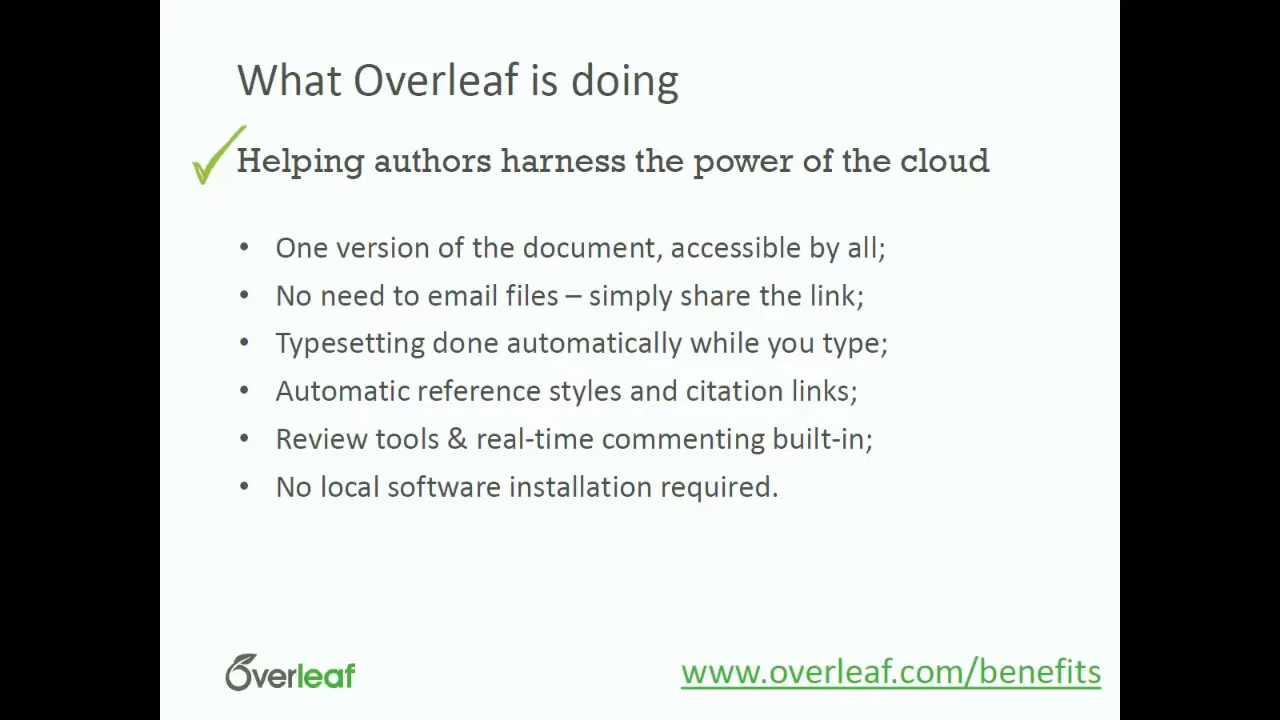 What Overleaf is doing
Helping authors harness the power of the cloud
• One version of the document, accessible by all;
• No need to email files – simply share the link;
• Typesetting done automatically while you type;
• Automatic reference styles and citation links;
• Review tools & real-time commenting built-in;
• No local software installation required.
Overleaf
www.overleaf.com/benefits